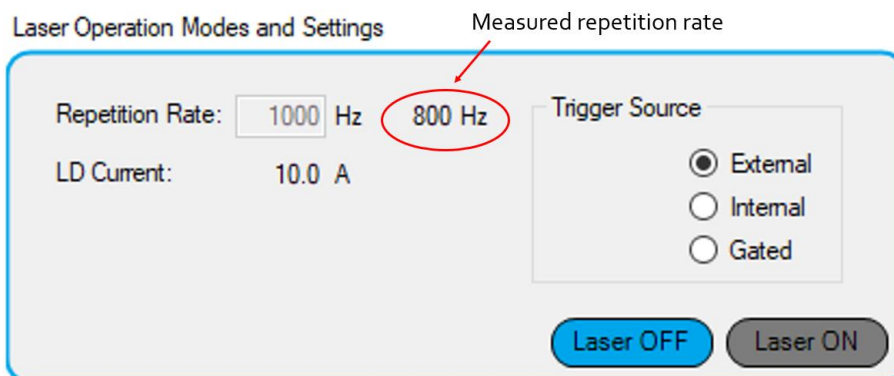 Laser Operation Modes and Settings
Measured repetition rate
Repetition Rate: 1000 Hz 800 Hz
LD Current: 10.0 A
Trigger Source
External
Internal
Gated
Laser OFF
Laser ON